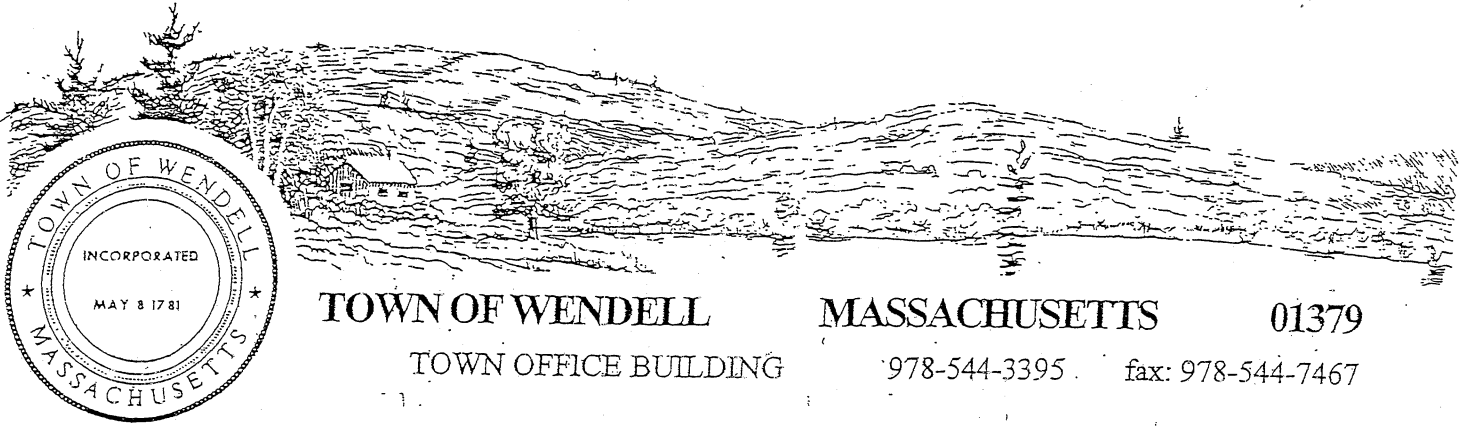 TOWN OF WENDELL
INCORPORATED
MAY 8 1781
MASSACHUSETTS
TOWN OF WENDELL MASSACHUSETTS 01379
TOWN OFFICE BUILDING 978-544-3395 fax: 978-544-7467